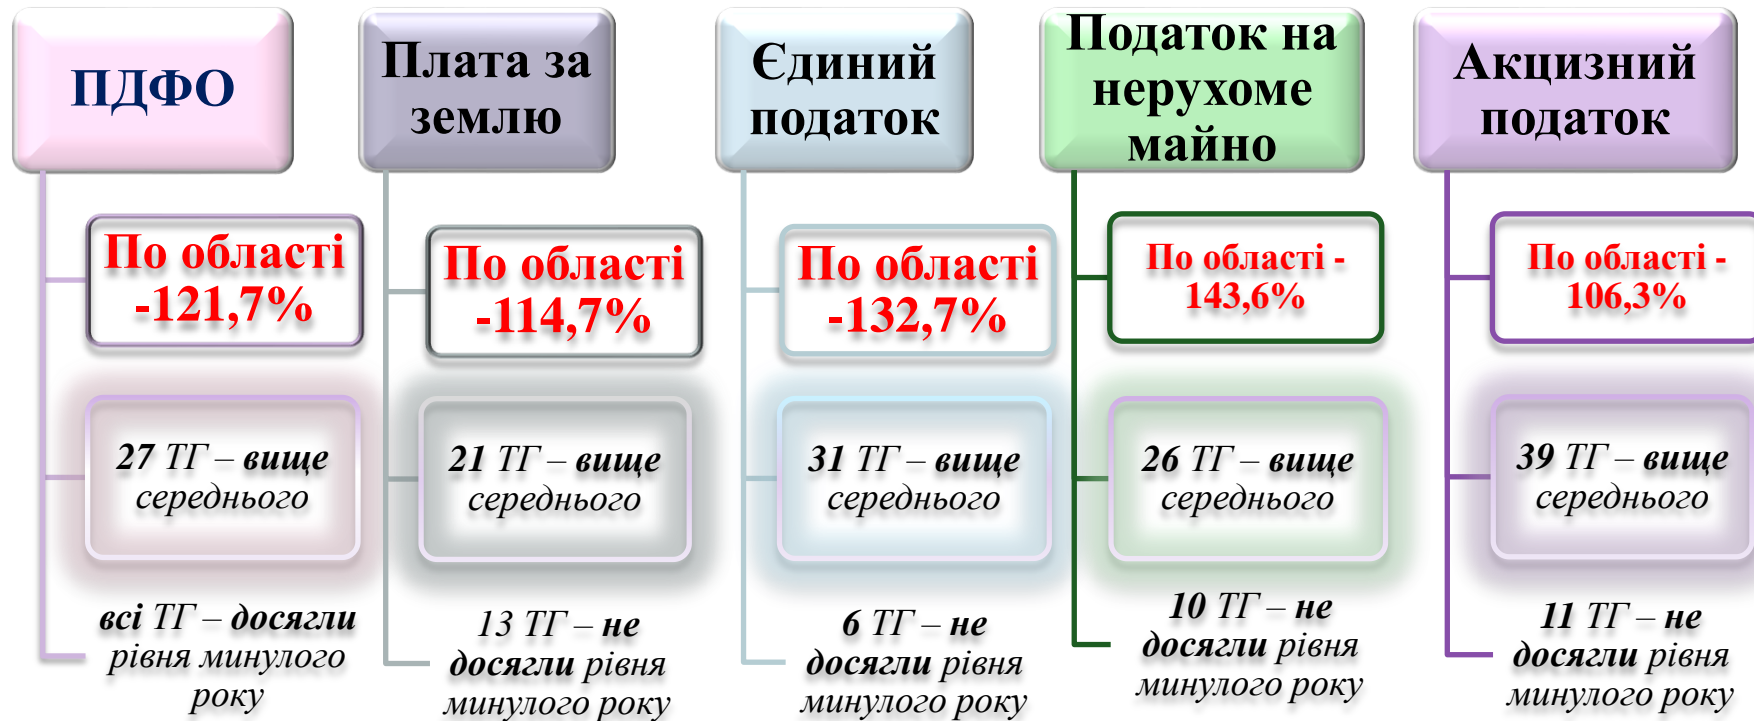 ПДФО
По області
-121,7%
27 ТГ – вище
середнього
всі ТГ – досягли
рівня минулого
року
Плата за
землю
По області
-114,7%
21 ТГ – вище
середнього
13 ТГ – не
досягли рівня
минулого року
Єдиний
податок
По області
-132,7%
31 ТГ – вище
середнього
6 ТГ – не
досягли рівня
минулого року
Податок на
нерухоме
майно
По області -
143,6%
26 ТГ – вище
середнього
10 ТГ – не
досягли рівня
минулого року
Акцизний
податок
По області -
106,3%
39 ТГ – вище
середнього
11 ТГ – не
досягли рівня
минулого року